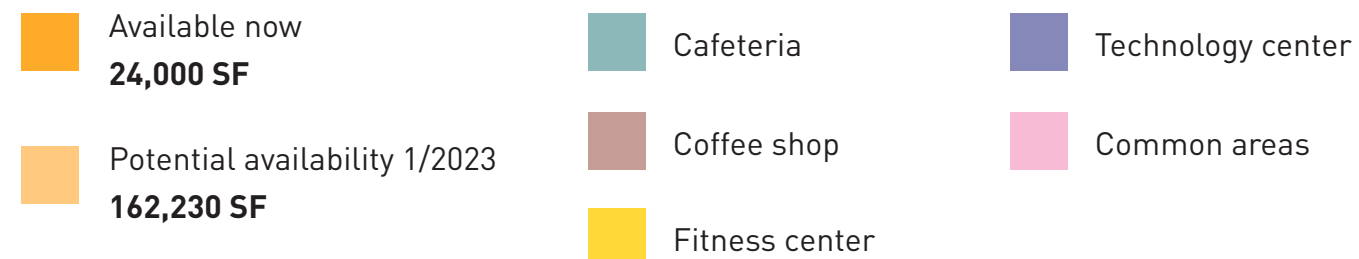 Available now
24,000 SF
Potential availability 1/2023
162,230 SF
Cafeteria
Coffee shop
Fitness center
Technology center
Common areas